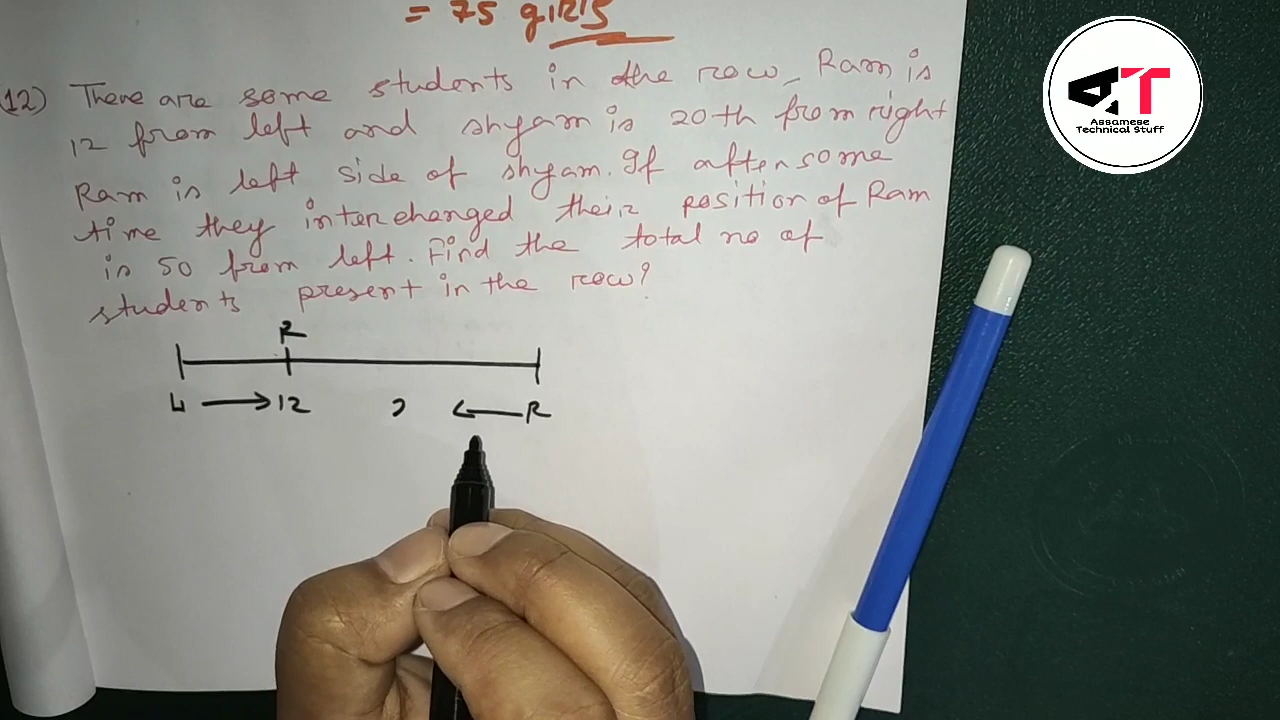 = 75 girls
(12) There are some students in the row, Ram is
12 from left and shyam is 20th from right
Ram is left side of shyam. If after some
time they interchanged their position of Ram
is 50 from left. Find the total no of
students present in the row?
R
L → 12 ← R
AT
Assamese
Technical Stuff